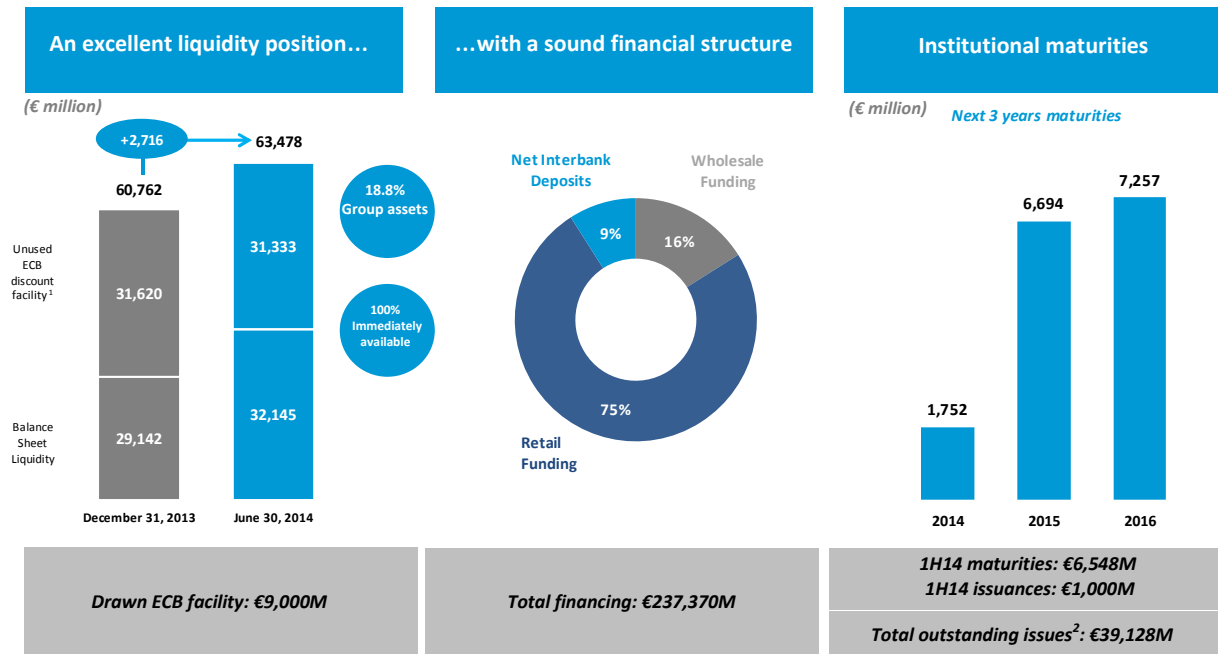 An excellent liquidity position…
(€ million)
+2,716
63,478
60,762
Unused
ECB
discount
facility1
31,620
31,333
Balance
Sheet
Liquidity
29,142
32,145
December 31, 2013
June 30, 2014
18.8%
Group assets
100%
Immediately
available
Drawn ECB facility: €9,000M
…with a sound financial structure
Net Interbank
Deposits
Wholesale
Funding
9%
16%
75%
Retail
Funding
Total financing: €237,370M
Institutional maturities
(€ million)
Next 3 years maturities
1,752
6,694
7,257
2014
2015
2016
1H14 maturities: €6,548M
1H14 issuances: €1,000M
Total outstanding issues2: €39,128M